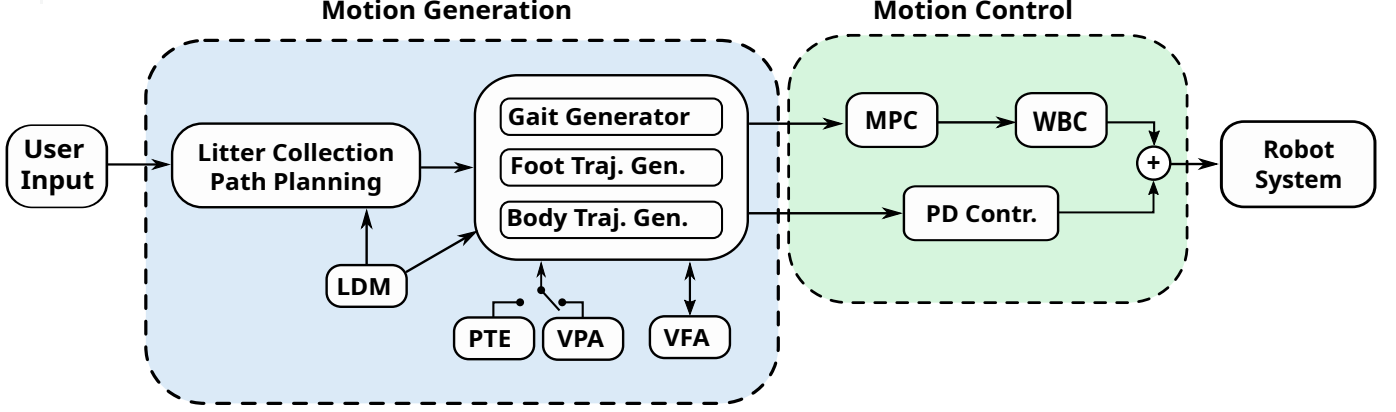 Motion Generation
Motion Control
User
Input
Litter Collection
Path Planning
LDM
Gait Generator
Foot Traj. Gen.
Body Traj. Gen.
PTE
VPA
VFA
MPC
WBC
PD Contr.
+
Robot
System